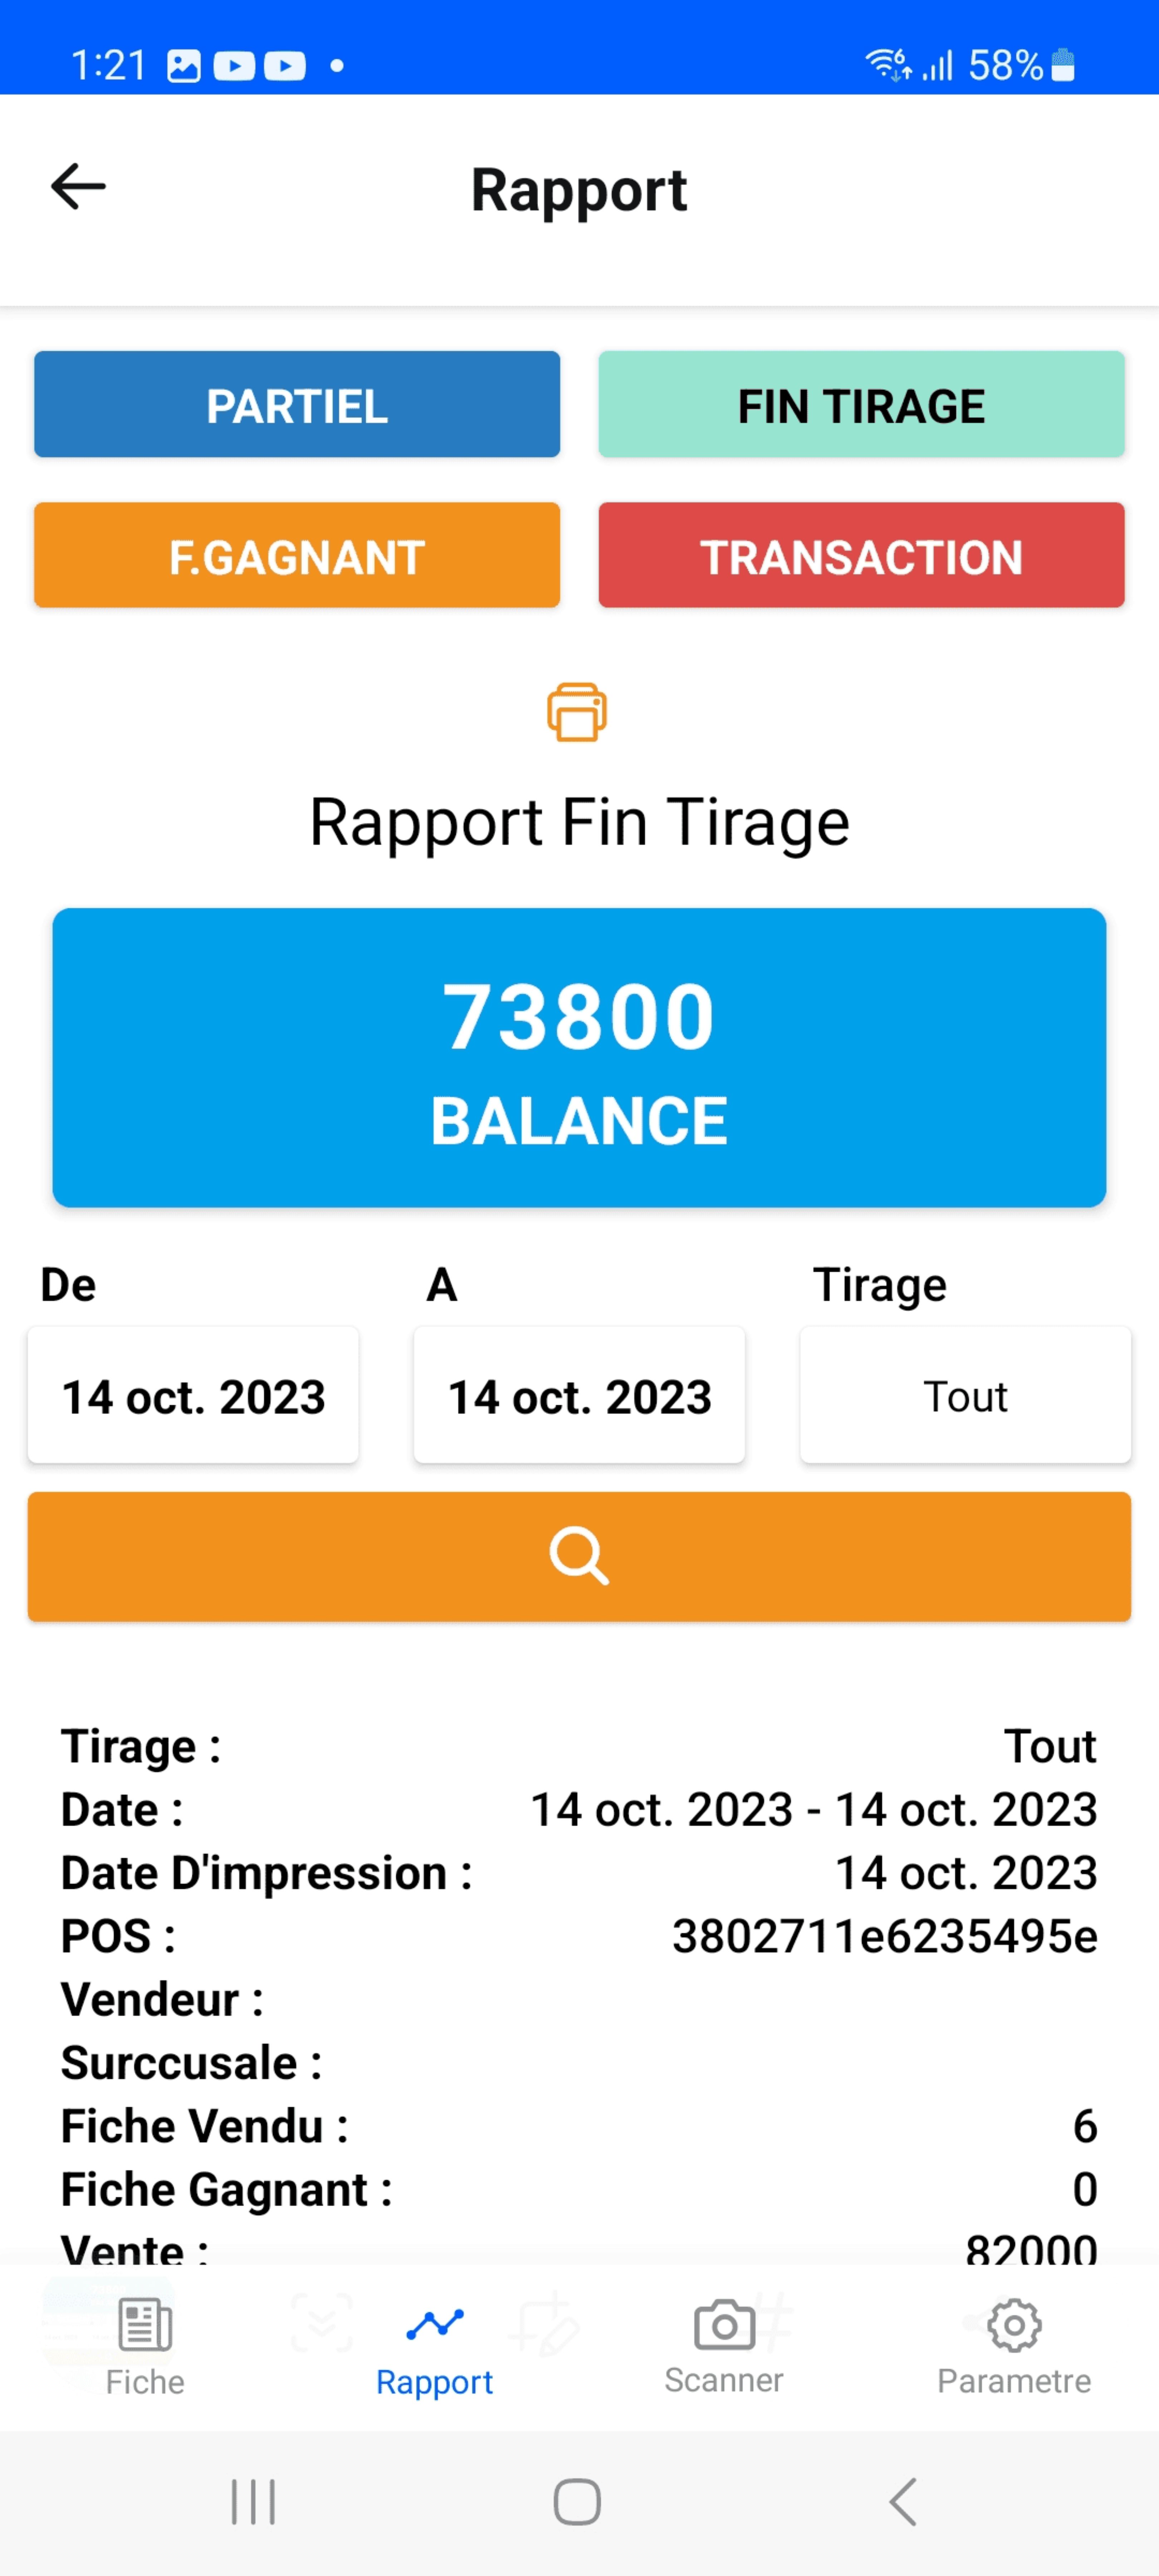 1:21 58%
Rapport
PARTIEL FIN TIRAGE
F.GAGNANT TRANSACTION
Rapport Fin Tirage
73800
BALANCE
De A Tirage
14 oct. 2023 14 oct. 2023 Tout
Tirage : Tout
Date : 14 oct. 2023 - 14 oct. 2023
Date D'impression : 14 oct. 2023
POS : 3802711e6235495e
Vendeur :
Surccusale :
Fiche Vendu : 6
Fiche Gagnant : 0
Vente : 82000
Fiche Rapport Scanner Parametre